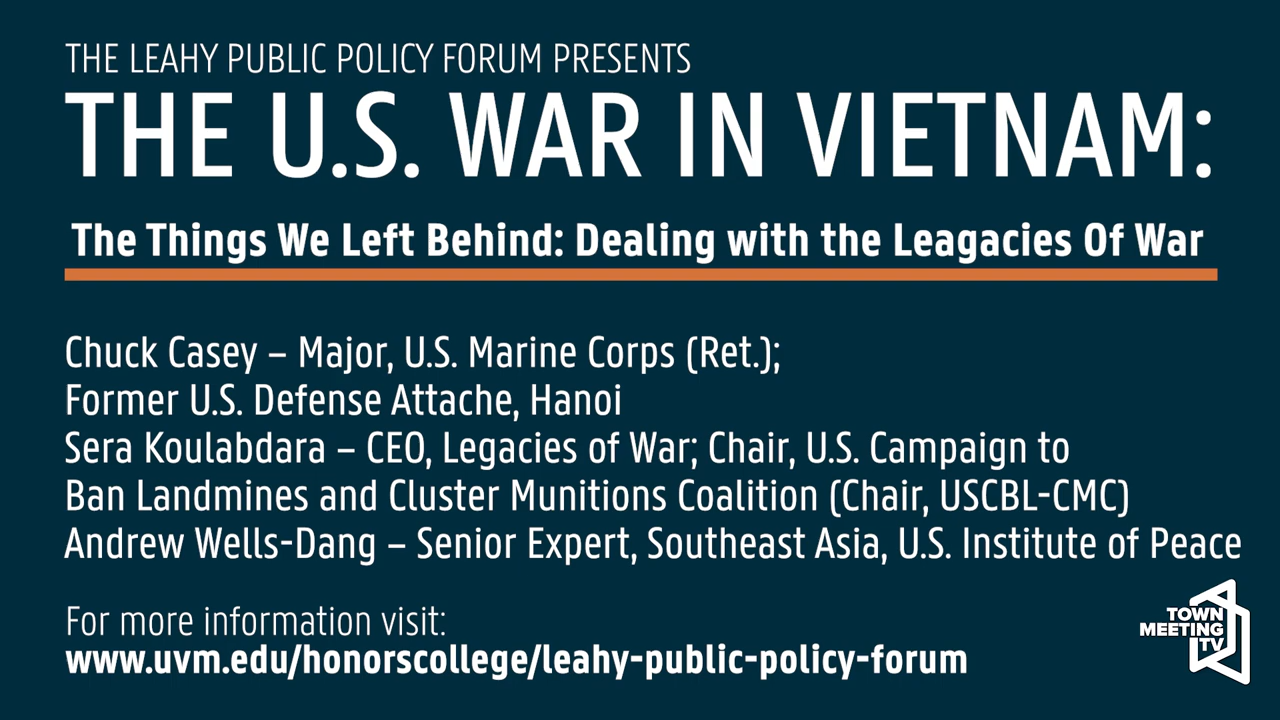 THE LEAHY PUBLIC POLICY FORUM PRESENTS
THE U.S. WAR IN VIETNAM:
The Things We Left Behind: Dealing with the Leagacies Of War
Chuck Casey – Major, U.S. Marine Corps (Ret.);
Former U.S. Defense Attache, Hanoi
Sera Koulabdara – CEO, Legacies of War; Chair, U.S. Campaign to
Ban Landmines and Cluster Munitions Coalition (Chair, USCBL-CMC)
Andrew Wells-Dang – Senior Expert, Southeast Asia, U.S. Institute of Peace
For more information visit:
www.uvm.edu/honorscollege/leahy-public-policy-forum
TOWN
MEETING
TV